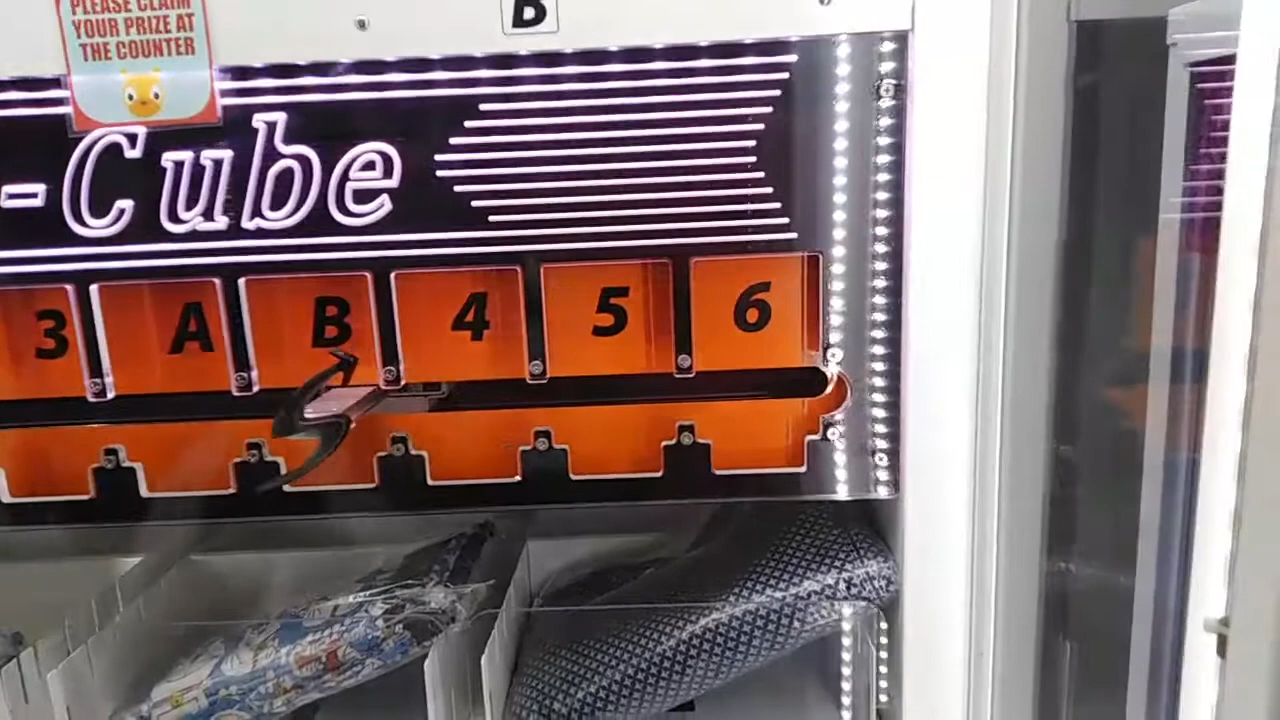 PLEASE CLAIM
YOUR PRIZE AT
THE COUNTER
B
-Cube
3 A B 4 5 6